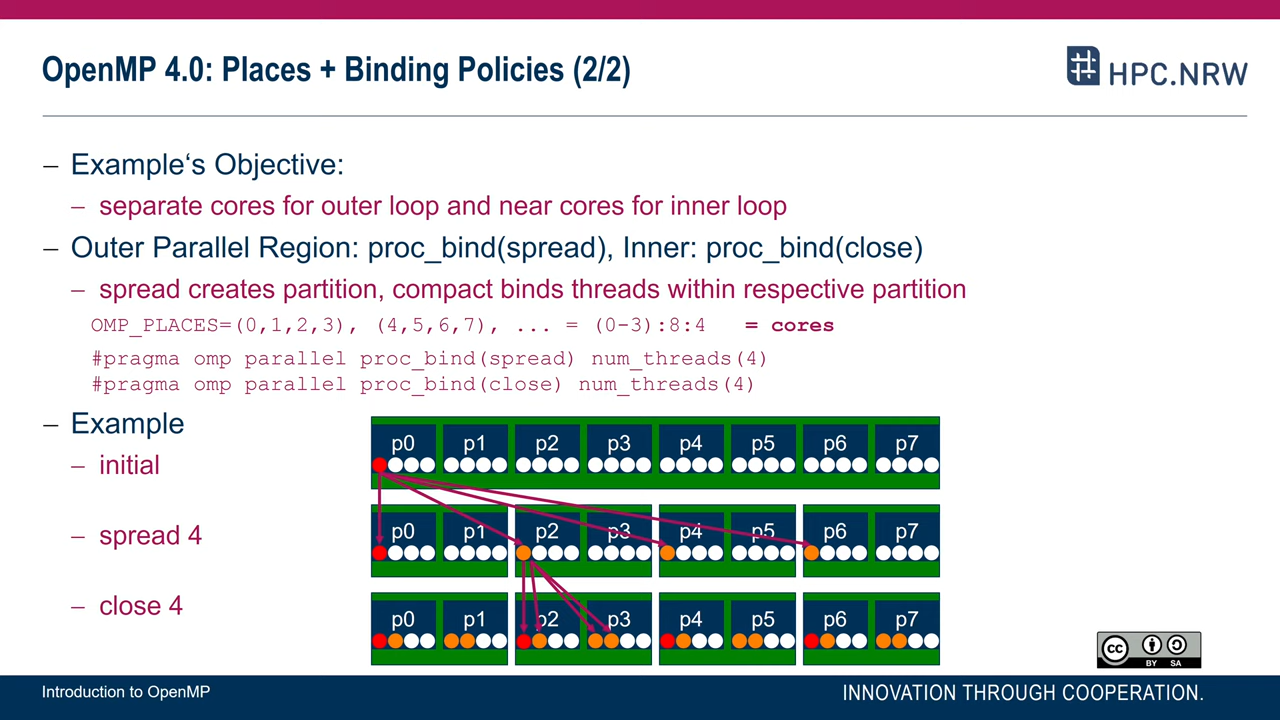 OpenMP 4.0: Places + Binding Policies (2/2)
HPC.NRW
– Example‘s Objective:
– separate cores for outer loop and near cores for inner loop
– Outer Parallel Region: proc_bind(spread), Inner: proc_bind(close)
– spread creates partition, compact binds threads within respective partition
OMP_PLACES=(0,1,2,3), (4,5,6,7), ... = (0-3):8:4 = cores
#pragma omp parallel proc_bind(spread) num_threads(4)
#pragma omp parallel proc_bind(close) num_threads(4)
– Example
– initial
p0 p1 p2 p3 p4 p5 p6 p7
– spread 4
p0 p1 p2 p3 p4 p5 p6 p7
– close 4
p0 p1 p2 p3 p4 p5 p6 p7
cc BY SA
Introduction to OpenMP
INNOVATION THROUGH COOPERATION.